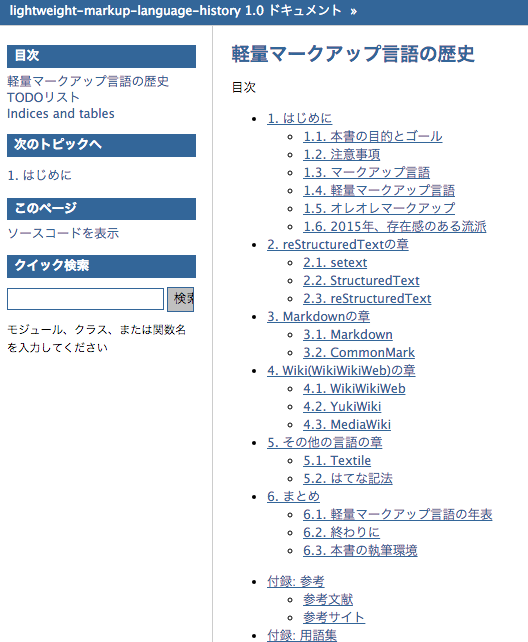 lightweight-markup-language-history 1.0 ドキュメント »
目次
軽量マークアップ言語の歴史
TODOリスト
Indices and tables
次のトピックへ
1. はじめに
このページ
ソースコードを表示
クイック検索
検索
モジュール、クラス、または関数名
を入力してください
軽量マークアップ言語の歴史
目次
1. はじめに
1.1. 本書の目的とゴール
1.2. 注意事項
1.3. マークアップ言語
1.4. 軽量マークアップ言語
1.5. オレオレマークアップ
1.6. 2015年、存在感のある流派
2. reStructuredTextの章
2.1. setext
2.2. StructuredText
2.3. reStructuredText
3. Markdownの章
3.1. Markdown
3.2. CommonMark
4. Wiki(WikiWikiWeb)の章
4.1. WikiWikiWeb
4.2. YukiWiki
4.3. MediaWiki
5. その他の言語の章
5.1. Textile
5.2. はてな記法
6. まとめ
6.1. 軽量マークアップ言語の年表
6.2. 終わりに
6.3. 本書の執筆環境
付録: 参考
参考文献
参考サイト
付録: 用語集